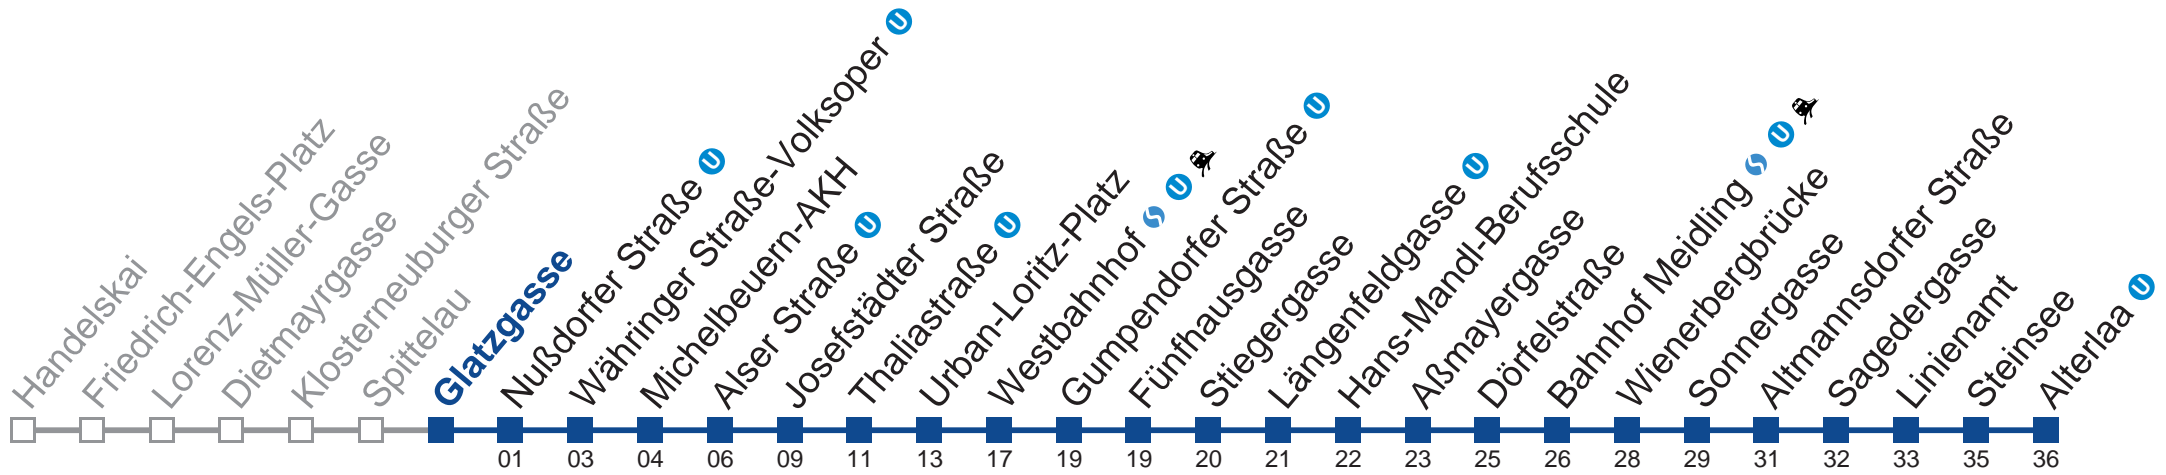 Handelskai
Friedrich-Engels-Platz
Lorenz-Müller-Gasse
Dietmayrgasse
Klosterneuburger Straße
Spittelau
Glatzgasse
Nußdorfer Straße U
Währinger Straße-Volksoper U
Michelbeuern-AKH
Alser Straße U
Josefstädter Straße
Thaliastraße U
Urban-Loritz-Platz
Westbahnhof S U
Gumpendorfer Straße U
Fünfhausgasse
Stiegergasse
Längenfeldgasse U
Hans-Mandl-Berufsschule
Aßmayergasse
Dörfelstraße
Bahnhof Meidling S U
Wienerbergbrücke
Sonnergasse
Altmannsdorfer Straße
Sagedergasse
Linienamt
Steinsee
Alterlaa U
01 03 04 06 09 11 13 17 19 19 20 21 22 23 25 26 28 29 31 32 33 35 36